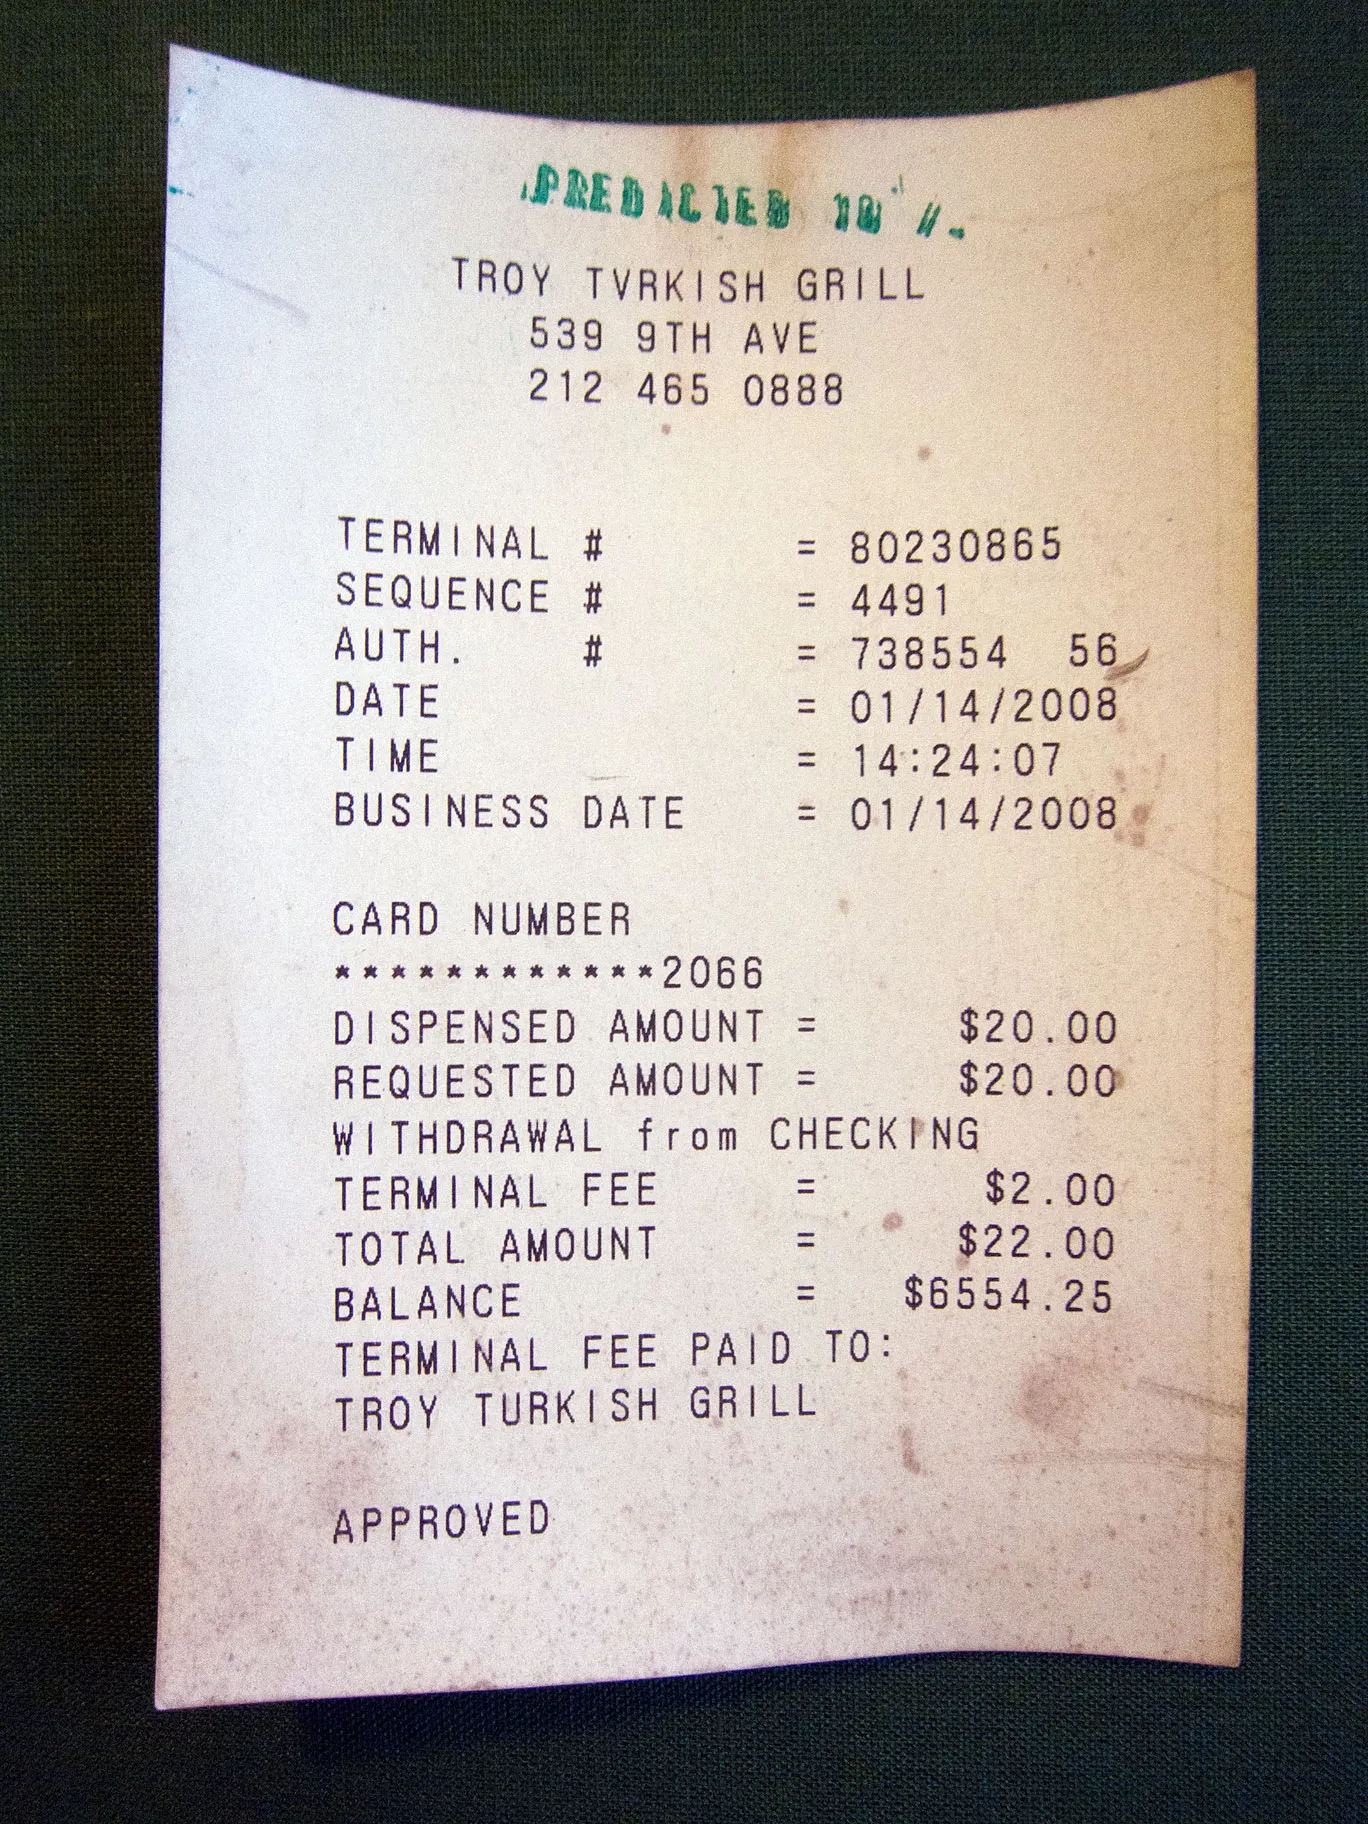 PREDICTED
TROY TVRKISH GRILL
539 9TH AVE
212 465 0888
TERMINAL # = 80230865
SEQUENCE # = 4491
AUTH. # = 738554 56
DATE = 01/14/2008
TIME = 14:24:07
BUSINESS DATE = 01/14/2008
CARD NUMBER
************2066
DISPENSED AMOUNT = $20.00
REQUESTED AMOUNT = $20.00
WITHDRAWAL from CHECKING
TERMINAL FEE = $2.00
TOTAL AMOUNT = $22.00
BALANCE = $6554.25
TERMINAL FEE PAID TO:
TROY TURKISH GRILL
APPROVED